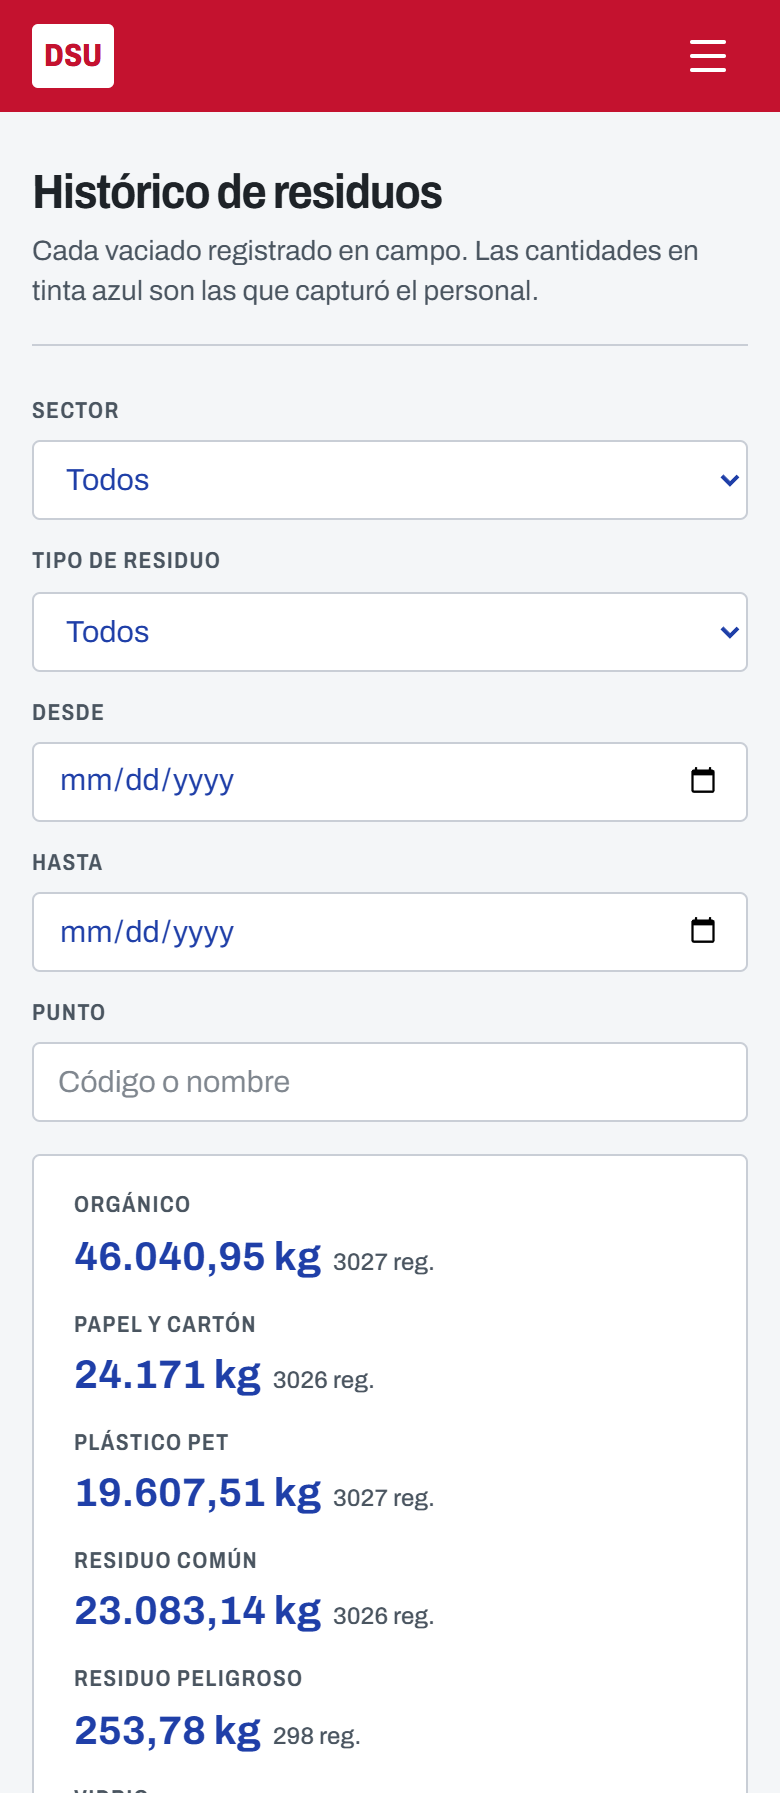 DSU
Histórico de residuos
Cada vaciado registrado en campo. Las cantidades en
tinta azul son las que capturó el personal.
SECTOR
Todos
TIPO DE RESIDUO
Todos
DESDE
mm/dd/yyyy
HASTA
mm/dd/yyyy
PUNTO
Código o nombre
ORGÁNICO
46.040,95 kg 3027 reg.
PAPEL Y CARTÓN
24.171 kg 3026 reg.
PLÁSTICO PET
19.607,51 kg 3027 reg.
RESIDUO COMÚN
23.083,14 kg 3026 reg.
RESIDUO PELIGROSO
253,78 kg 298 reg.